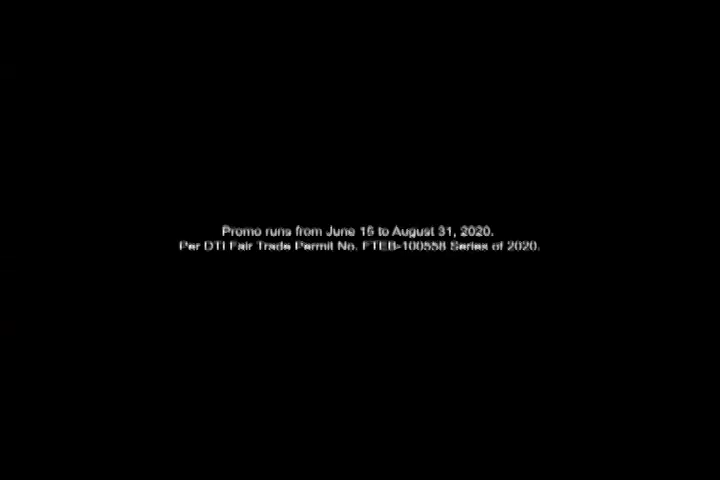 Promo runs from June 15 to August 31, 2020.
Per DTI Fair Trade Permit No. FTEB-100558 Series of 2020.